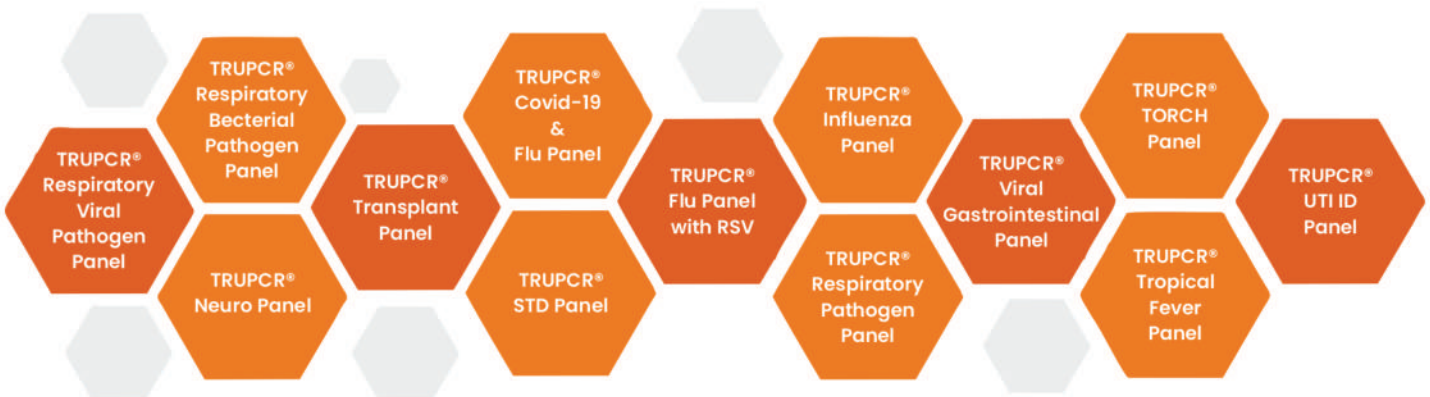 TRUPCR®
Respiratory
Viral
Pathogen
Panel
TRUPCR®
Respiratory
Becterial
Pathogen
Panel
TRUPCR®
Neuro Panel
TRUPCR®
Transplant
Panel
TRUPCR®
Covid-19
&
Flu Panel
TRUPCR®
STD Panel
TRUPCR®
Flu Panel
with RSV
TRUPCR®
Influenza
Panel
TRUPCR®
Respiratory
Pathogen
Panel
TRUPCR®
Viral
Gastrointestinal
Panel
TRUPCR®
TORCH
Panel
TRUPCR®
Tropical
Fever
Panel
TRUPCR®
UTI ID
Panel